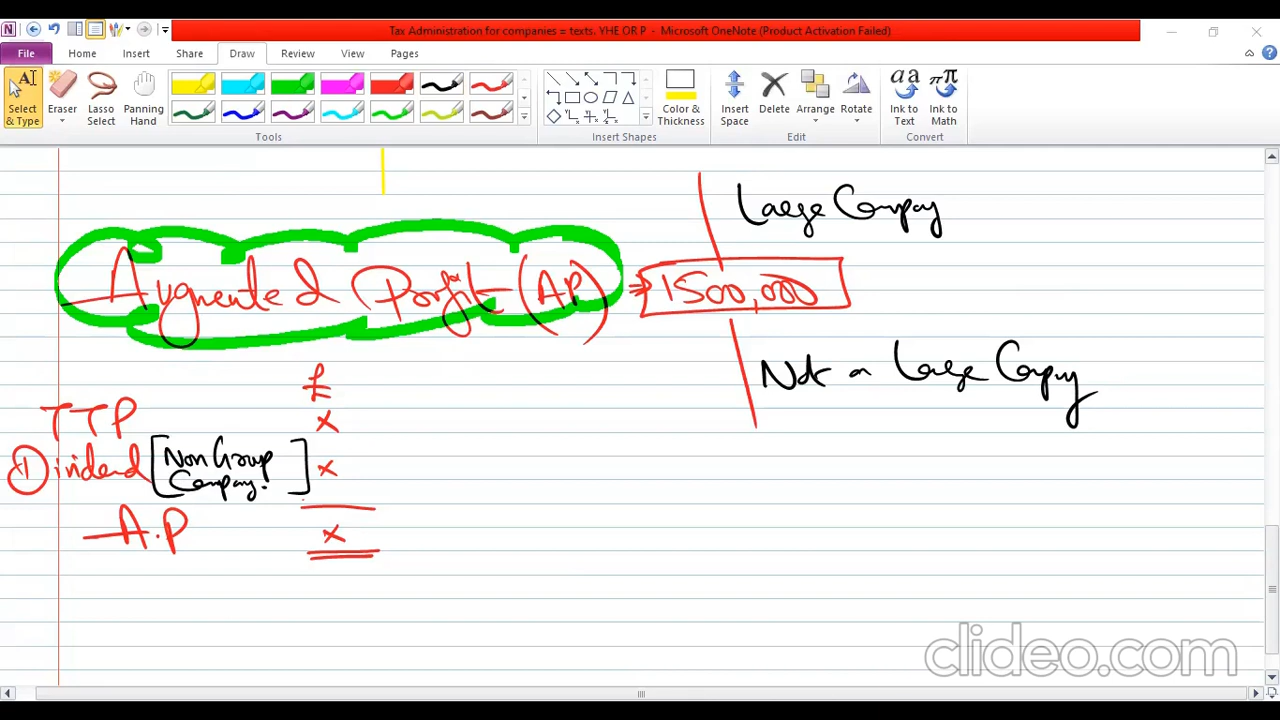 Tax Administration for companies = texts. YHE OR P - Microsoft OneNote (Product Activation Failed)
File Home Insert Share Draw Review View Pages
Select & Type
Eraser
Lasso Select
Panning Hand
Color & Thickness
Insert Space
Delete
Arrange
Rotate
Ink to Text
Ink to Math
Tools
Insert Shapes
Edit
Convert
Large Company
Augmented Profit (AP) ⇒ 1500,000
Not a Large Company
£
TTP x
Dividend [Non Group Company.] x
A.P x
clideo.com